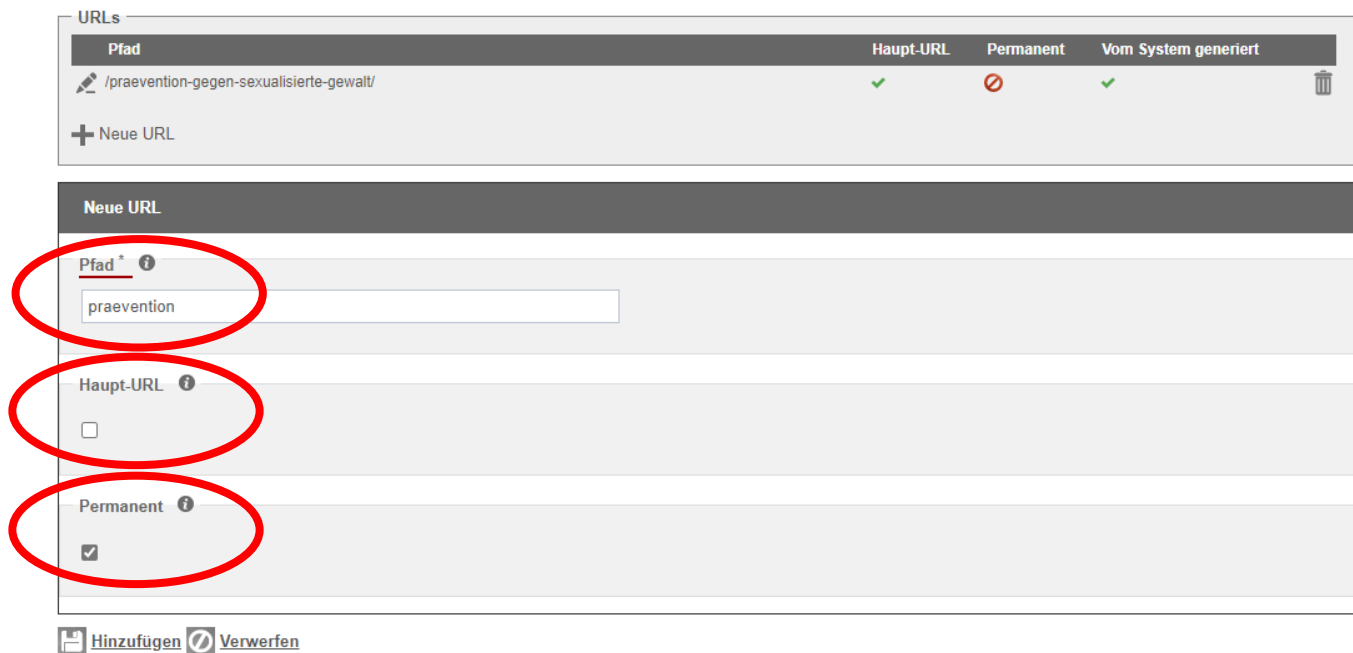 URLs
Pfad Haupt-URL Permanent Vom System generiert
/praevention-gegen-sexualisierte-gewalt/
Neue URL
Neue URL
Pfad *
praevention
Haupt-URL
Permanent
Hinzufügen Verwerfen